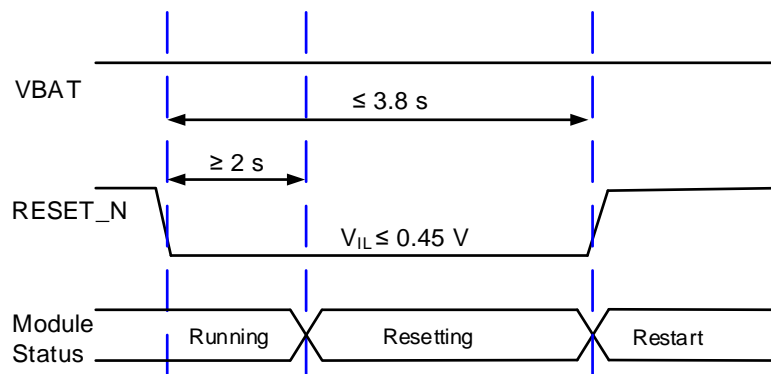 VBAT
≤ 3.8 s
≥ 2 s
RESET_N
VIL ≤ 0.45 V
Module
Status
Running
Resetting
Restart